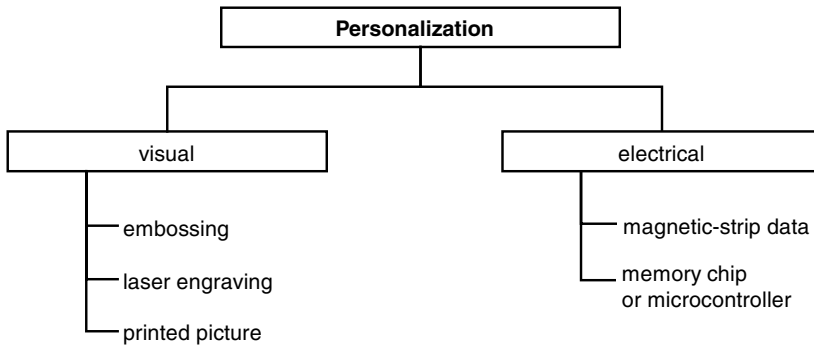 Personalization
visual
embossing
laser engraving
printed picture
electrical
magnetic-strip data
memory chip
or microcontroller